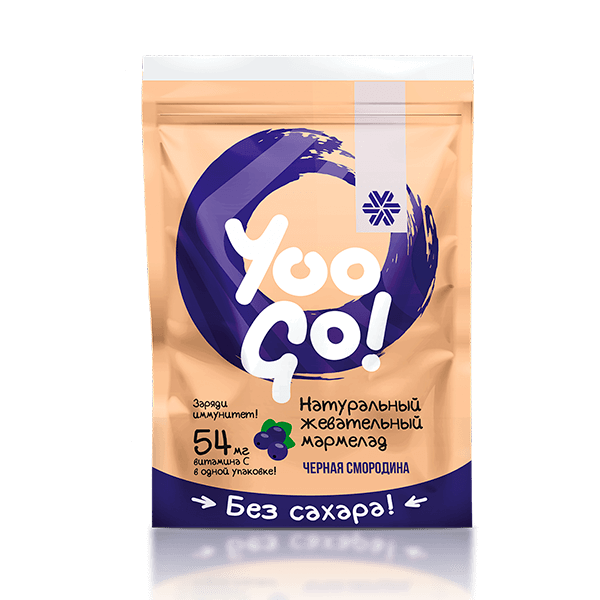 Yoo
Go!
Заряди
иммунитет!
54 мг
витамина С
в одной упаковке!
Натуральный
жевательный
мармелад
ЧЕРНАЯ СМОРОДИНА
Без сахара!